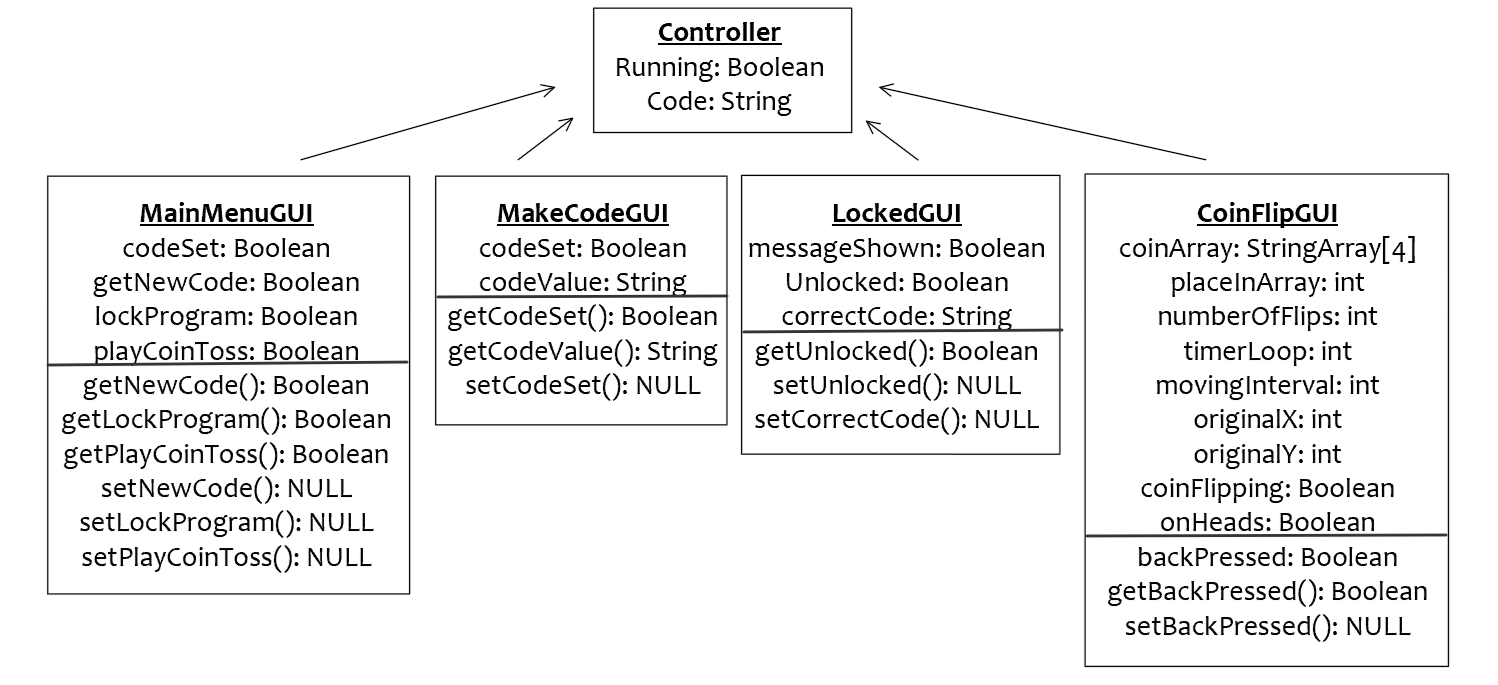 Controller
Running: Boolean
Code: String
MainMenuGUI
codeSet: Boolean
getNewCode: Boolean
lockProgram: Boolean
playCoinToss: Boolean
getNewCode(): Boolean
getLockProgram(): Boolean
getPlayCoinToss(): Boolean
setNewCode(): NULL
setLockProgram(): NULL
setPlayCoinToss(): NULL
MakeCodeGUI
codeSet: Boolean
codeValue: String
getCodeSet(): Boolean
getCodeValue(): String
setCodeSet(): NULL
LockedGUI
messageShown: Boolean
Unlocked: Boolean
correctCode: String
getUnlocked(): Boolean
setUnlocked(): NULL
setCorrectCode(): NULL
CoinFlipGUI
coinArray: StringArray[4]
placeInArray: int
numberOfFlips: int
timerLoop: int
movingInterval: int
originalX: int
originalY: int
coinFlipping: Boolean
onHeads: Boolean
backPressed: Boolean
getBackPressed(): Boolean
setBackPressed(): NULL